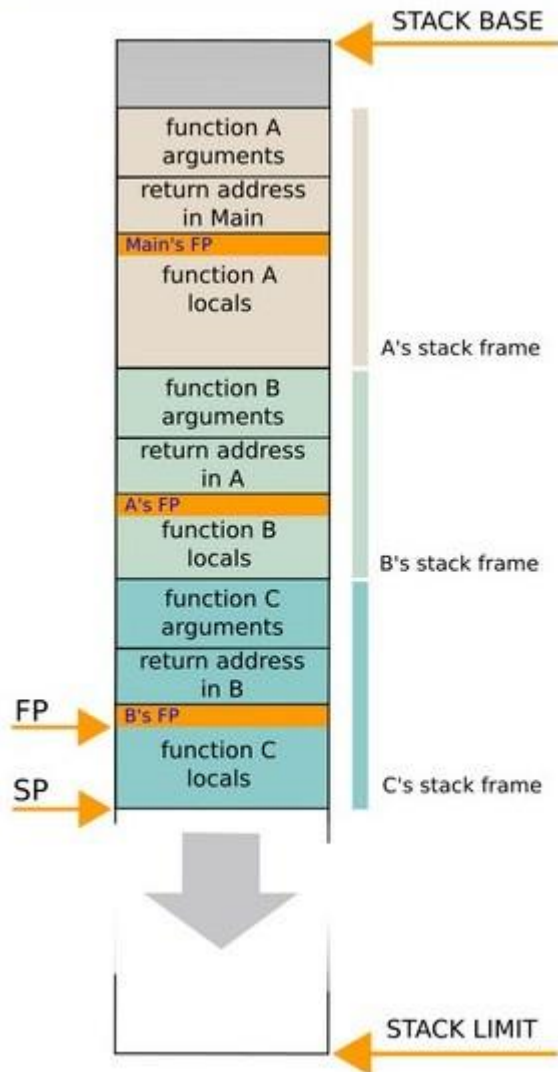 STACK BASE
function A
arguments
return address
in Main
Main's FP
function A
locals
A's stack frame
function B
arguments
return address
in A
A's FP
function B
locals
B's stack frame
function C
arguments
return address
in B
FP
B's FP
function C
locals
SP
C's stack frame
STACK LIMIT